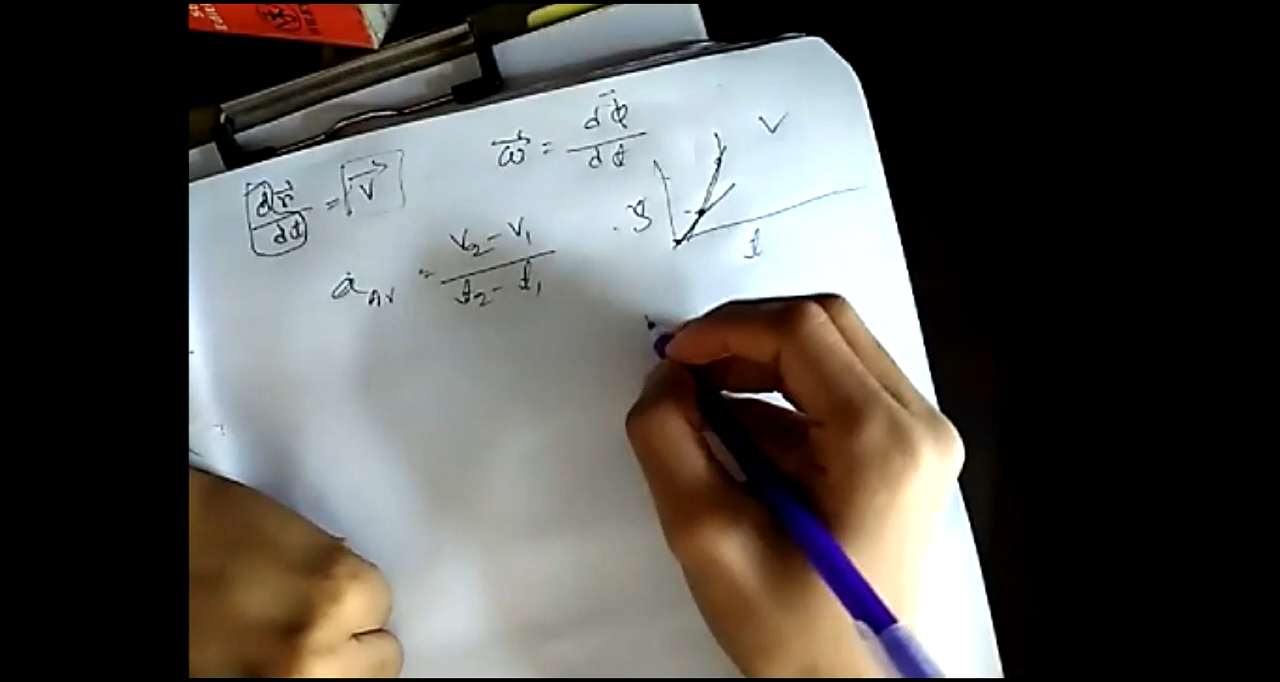 dr⃗/dt = v⃗
ω⃗ = dϕ⃗/dt
V
t
a_Av = (V₂ - V₁)/(t₂ - t₁)